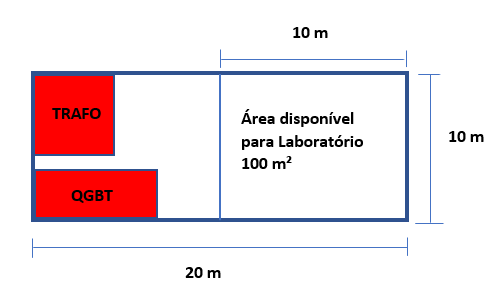 10 m
TRAFO
Área disponível
para Laboratório
100 m²
10 m
QGBT
20 m